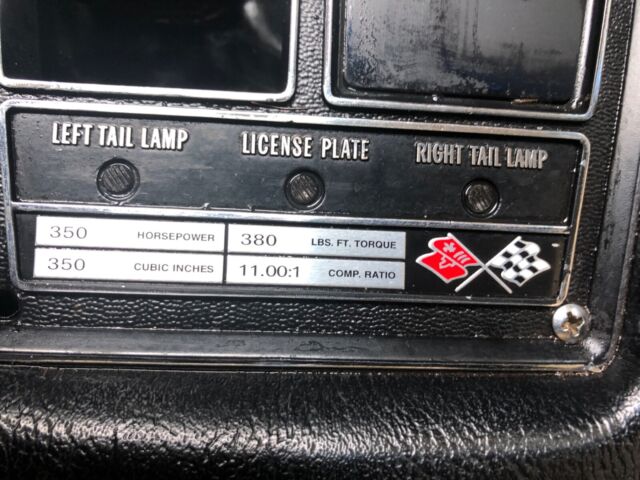 LEFT TAIL LAMP LICENSE PLATE RIGHT TAIL LAMP
350 HORSEPOWER 380 LBS. FT. TORQUE
350 CUBIC INCHES 11.00:1 COMP. RATIO